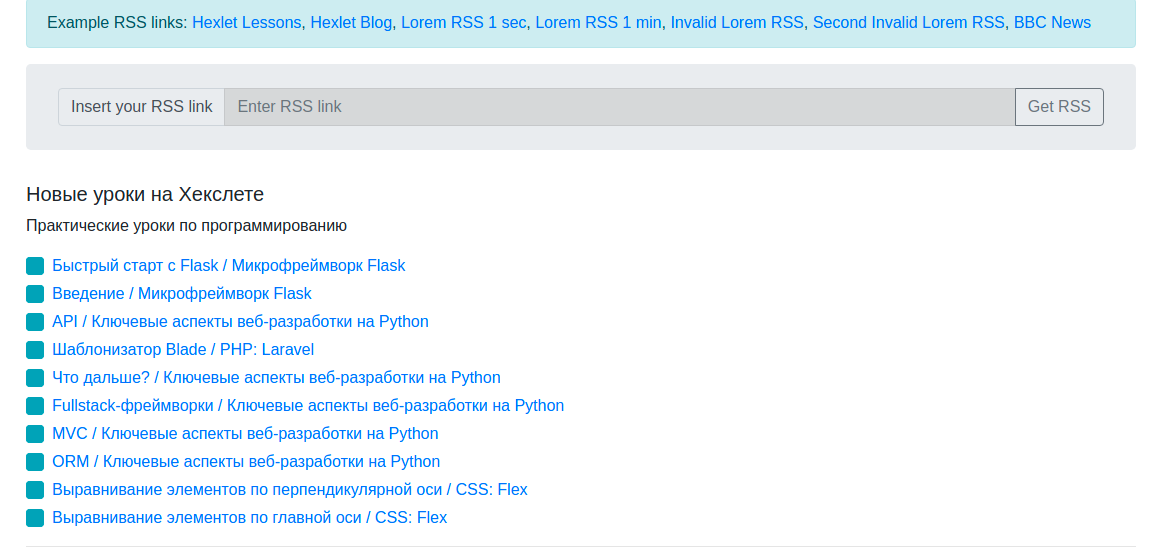 Example RSS links: Hexlet Lessons, Hexlet Blog, Lorem RSS 1 sec, Lorem RSS 1 min, Invalid Lorem RSS, Second Invalid Lorem RSS, BBC News
Insert your RSS link Enter RSS link Get RSS
Новые уроки на Хекслете
Практические уроки по программированию
Быстрый старт с Flask / Микрофреймворк Flask
Введение / Микрофреймворк Flask
API / Ключевые аспекты веб-разработки на Python
Шаблонизатор Blade / PHP: Laravel
Что дальше? / Ключевые аспекты веб-разработки на Python
Fullstack-фреймворки / Ключевые аспекты веб-разработки на Python
MVC / Ключевые аспекты веб-разработки на Python
ORM / Ключевые аспекты веб-разработки на Python
Выравнивание элементов по перпендикулярной оси / CSS: Flex
Выравнивание элементов по главной оси / CSS: Flex